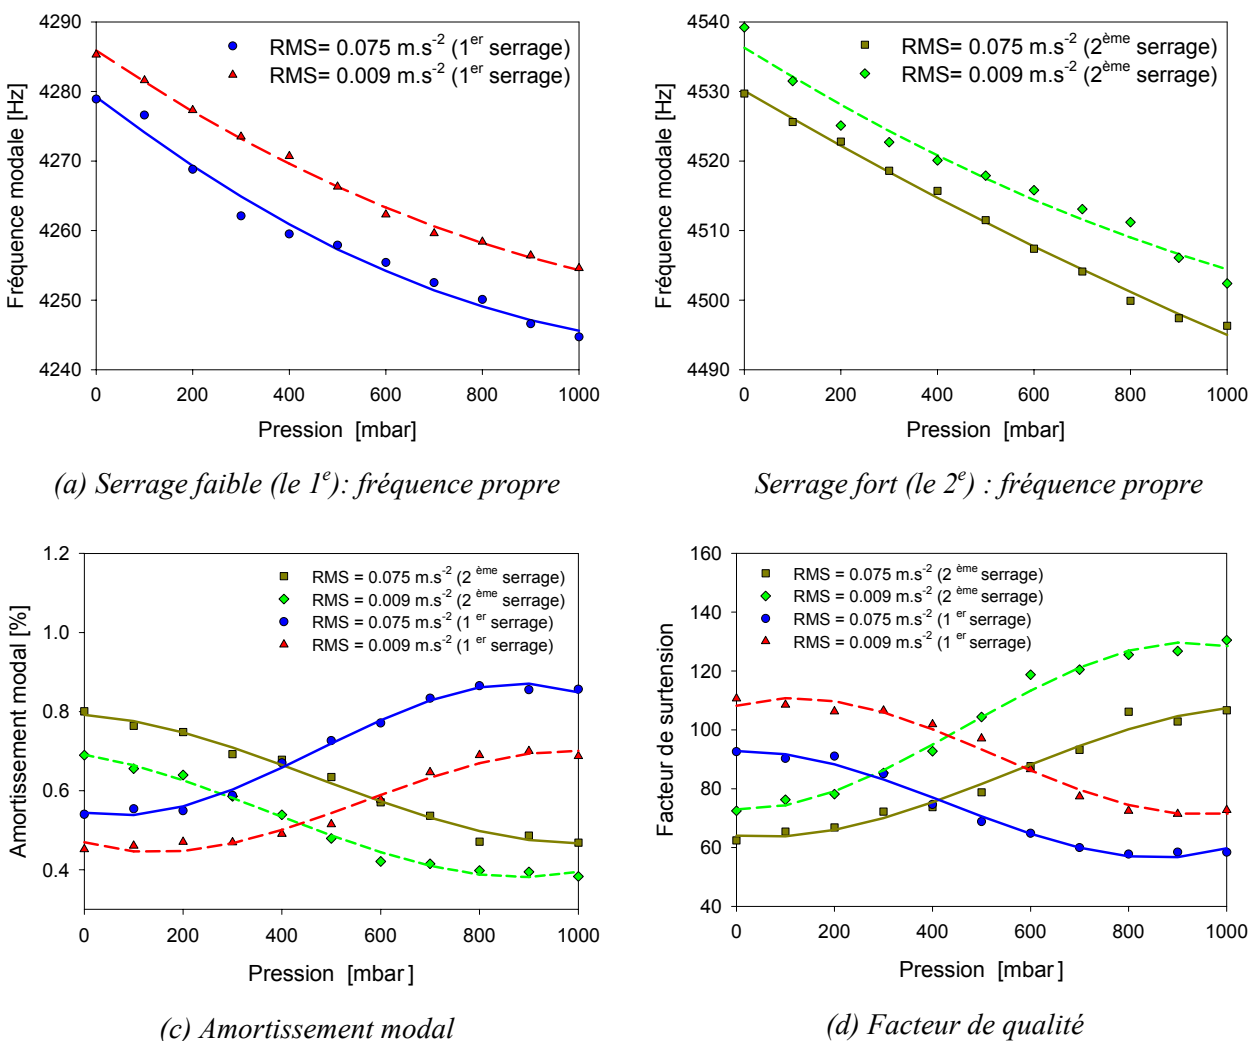 4290
4280
4270
4260
4250
4240
Fréquence modale [Hz]
RMS= 0.075 m.s-2 (1er serrage)
RMS= 0.009 m.s-2 (1er serrage)
0 200 400 600 800 1000
Pression [mbar]
(a) Serrage faible (le 1e): fréquence propre
4540
4530
4520
4510
4500
4490
Fréquence modale [Hz]
RMS= 0.075 m.s-2 (2ème serrage)
RMS= 0.009 m.s-2 (2ème serrage)
0 200 400 600 800 1000
Pression [mbar]
Serrage fort (le 2e) : fréquence propre
1.2
1.0
0.8
0.6
0.4
Amortissement modal [%]
RMS = 0.075 m.s-2 (2 ème serrage)
RMS = 0.009 m.s-2 (2 ème serrage)
RMS = 0.075 m.s-2 (1 er serrage)
RMS = 0.009 m.s-2 (1 er serrage)
0 200 400 600 800 1000
Pression [mbar]
(c) Amortissement modal
160
140
120
100
80
60
40
Facteur de surtension
RMS = 0.075 m.s-2 (2 ème serrage)
RMS = 0.009 m.s-2 (2 ème serrage)
RMS = 0.075 m.s-2 (1 er serrage)
RMS = 0.009 m.s-2 (1 er serrage)
0 200 400 600 800 1000
Pression [mbar]
(d) Facteur de qualité